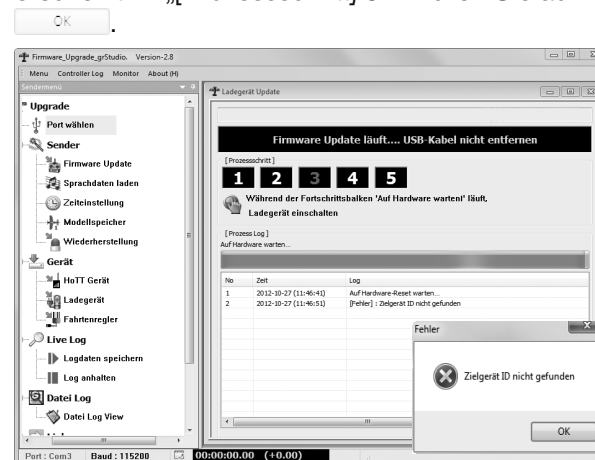 OK
.
Firmware_Upgrade_grStudio. Version-2.8
Menu Controller Log Monitor About (H)
Sendermenü
Upgrade
Port wählen
Sender
Firmware Update
Sprachdaten laden
Zeiteinstellung
Modellspeicher
Wiederherstellung
Gerät
HoTT Gerät
Ladegerät
Fahrtenregler
Live Log
Logdaten speichern
Log anhalten
Datei Log
Datei Log View
Port : Com3 Baud : 115200
Ladegerät Update
Firmware Update läuft.... USB-Kabel nicht entfernen
[ Prozessschritt ]
1 2 3 4 5
Während der Fortschrittsbalken 'Auf Hardware warten!' läuft,
Ladegerät einschalten
[ Prozess Log ]
Auf Hardware warten...
No Zeit Log
1 2012-10-27 (11:46:41) Auf Hardware-Reset warten...
2 2012-10-27 (11:46:51) [Fehler] : Zielgerät ID nicht gefunden
Fehler
Zielgerät ID nicht gefunden
OK
00:00:00.00 (+0.00)